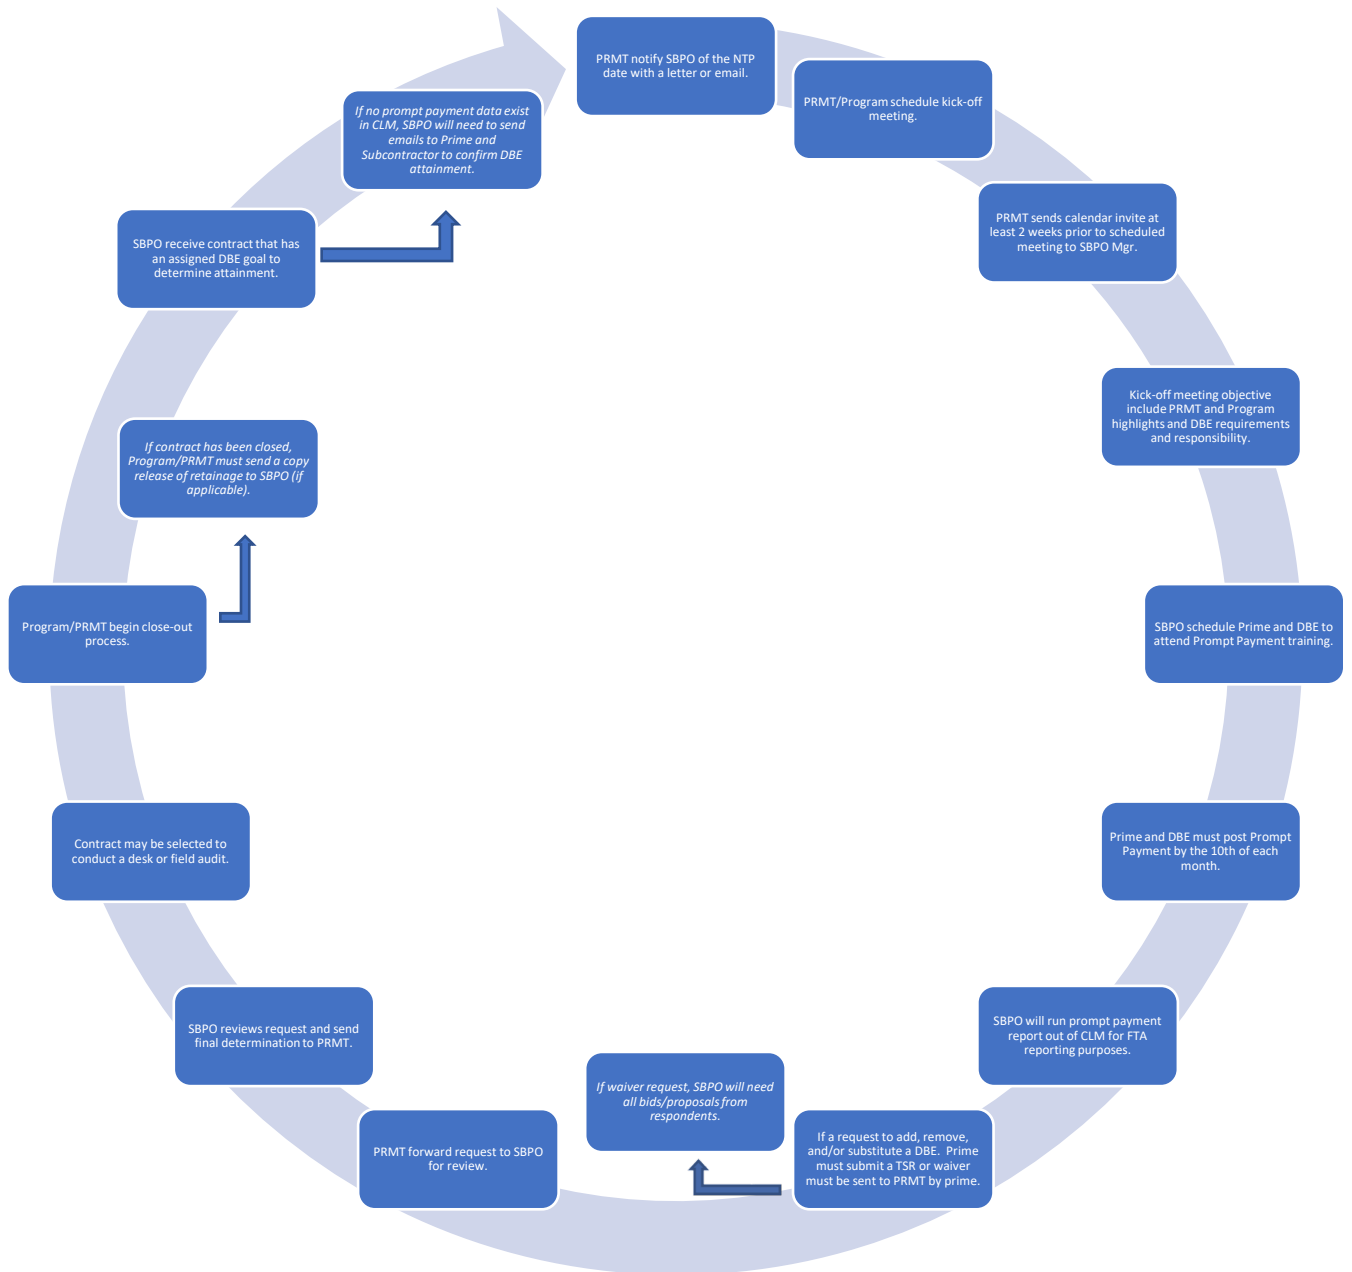 PRMT notify SBPO of the NTP
date with a letter or email.
PRMT/Program schedule kick-off
meeting.
PRMT sends calendar invite at
least 2 weeks prior to scheduled
meeting to SBPO Mgr.
Kick-off meeting objective
include PRMT and Program
highlights and DBE requirements
and responsibility.
SBPO schedule Prime and DBE to
attend Prompt Payment training.
Prime and DBE must post Prompt
Payment by the 10th of each
month.
SBPO will run prompt payment
report out of CLM for FTA
reporting purposes.
If a request to add, remove,
and/or substitute a DBE.  Prime
must submit a TSR or waiver
must be sent to PRMT by prime.
If waiver request, SBPO will need
all bids/proposals from
respondents.
PRMT forward request to SBPO
for review.
SBPO reviews request and send
final determination to PRMT.
Contract may be selected to
conduct a desk or field audit.
Program/PRMT begin close-out
process.
If contract has been closed,
Program/PRMT must send a copy
release of retainage to SBPO (if
applicable).
SBPO receive contract that has
an assigned DBE goal to
determine attainment.
If no prompt payment data exist
in CLM, SBPO will need to send
emails to Prime and
Subcontractor to confirm DBE
attainment.